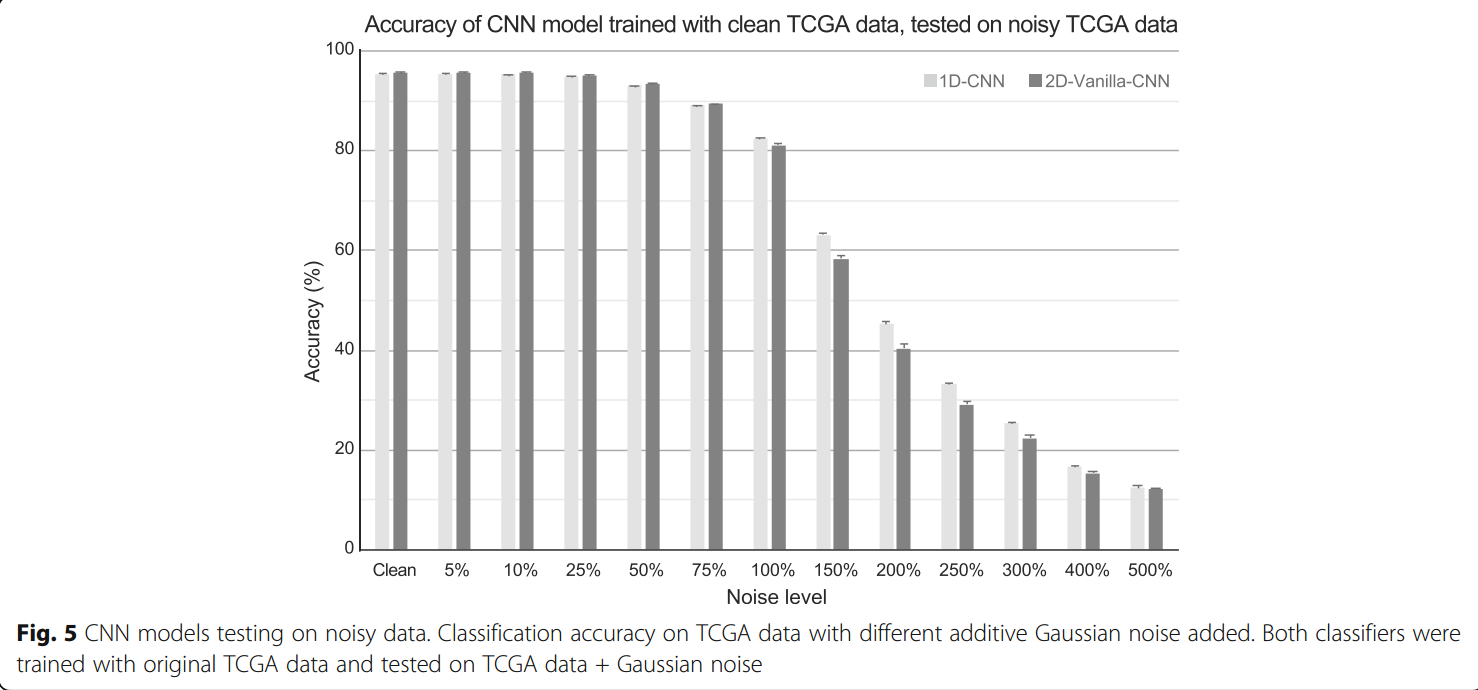 Accuracy of CNN model trained with clean TCGA data, tested on noisy TCGA data
100
80
60
40
20
0
Accuracy (%)
1D-CNN 2D-Vanilla-CNN
Clean 5% 10% 25% 50% 75% 100% 150% 200% 250% 300% 400% 500%
Noise level
Fig. 5 CNN models testing on noisy data. Classification accuracy on TCGA data with different additive Gaussian noise added. Both classifiers were
trained with original TCGA data and tested on TCGA data + Gaussian noise